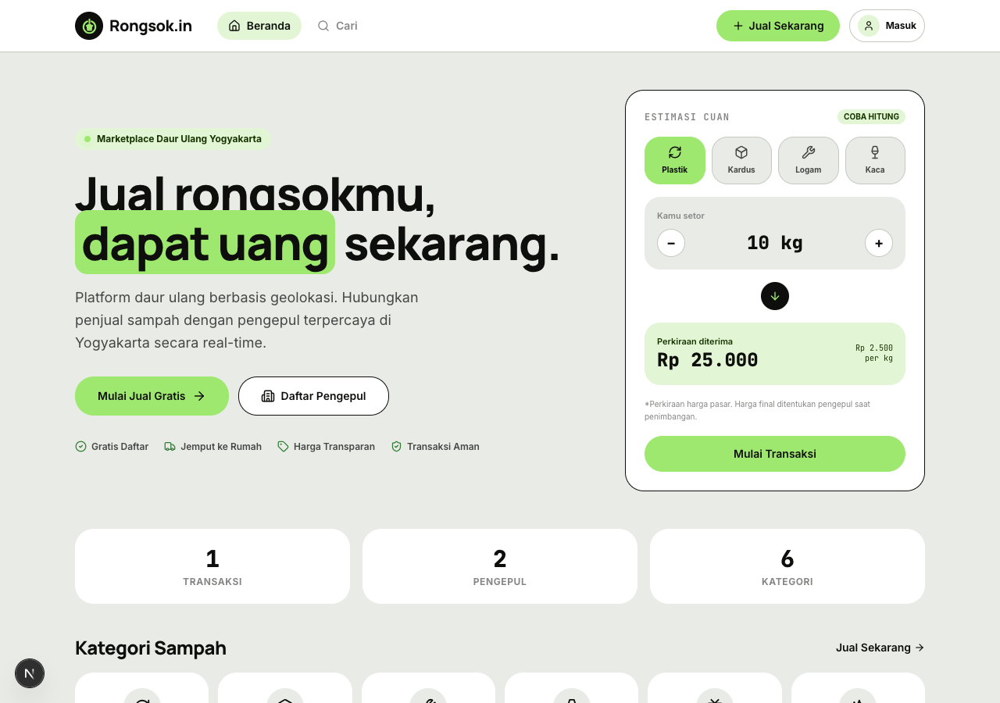 Rongsok.in
Beranda
Cari
Jual Sekarang
Masuk
Marketplace Daur Ulang Yogyakarta
Jual rongsokmu,
dapat uang sekarang.
Platform daur ulang berbasis geolokasi. Hubungkan
penjual sampah dengan pengepul terpercaya di
Yogyakarta secara real-time.
Mulai Jual Gratis
Daftar Pengepul
Gratis Daftar
Jemput ke Rumah
Harga Transparan
Transaksi Aman
ESTIMASI CUAN
COBA HITUNG
Plastik
Kardus
Logam
Kaca
Kamu setor
− 10 kg +
Perkiraan diterima
Rp 25.000
Rp 2.500
per kg
*Perkiraan harga pasar. Harga final ditentukan pengepul saat
penimbangan.
Mulai Transaksi
1
TRANSAKSI
2
PENGEPUL
6
KATEGORI
Kategori Sampah
Jual Sekarang
N